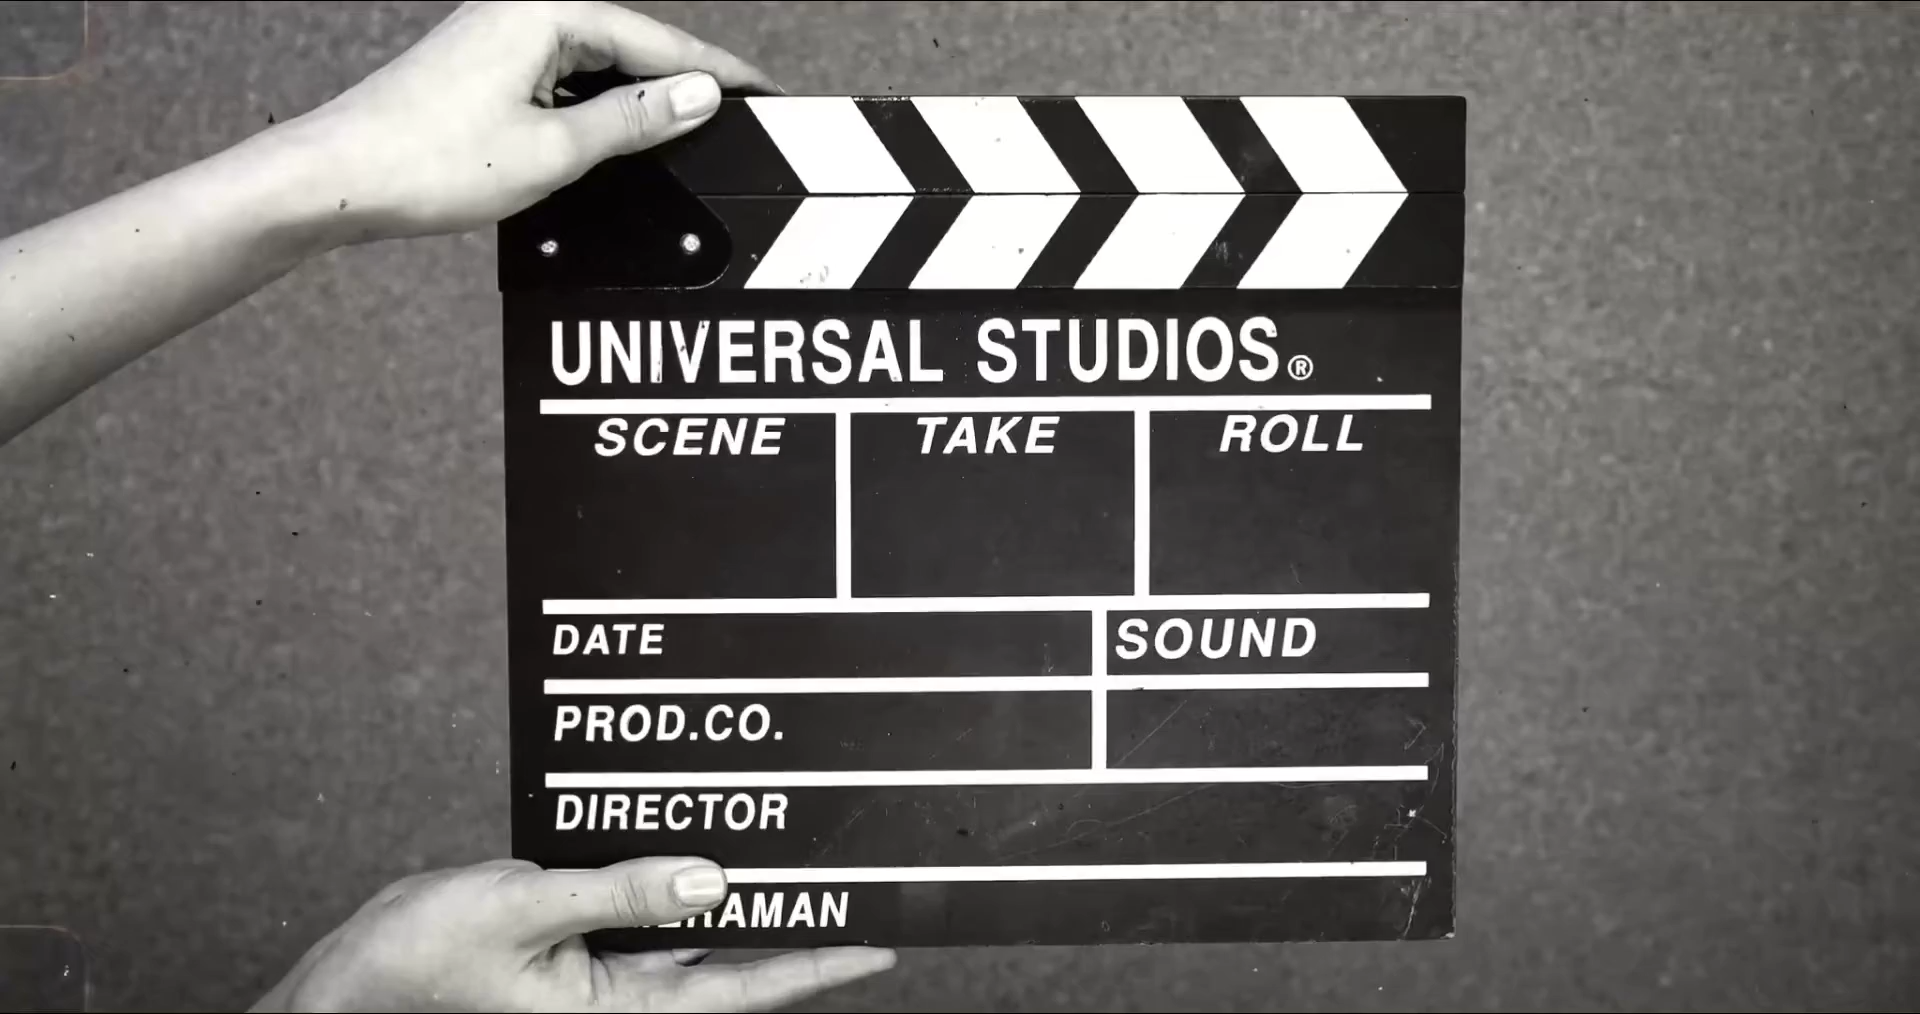 UNIVERSAL STUDIOS®
SCENE TAKE ROLL
DATE SOUND
PROD.CO.
DIRECTOR